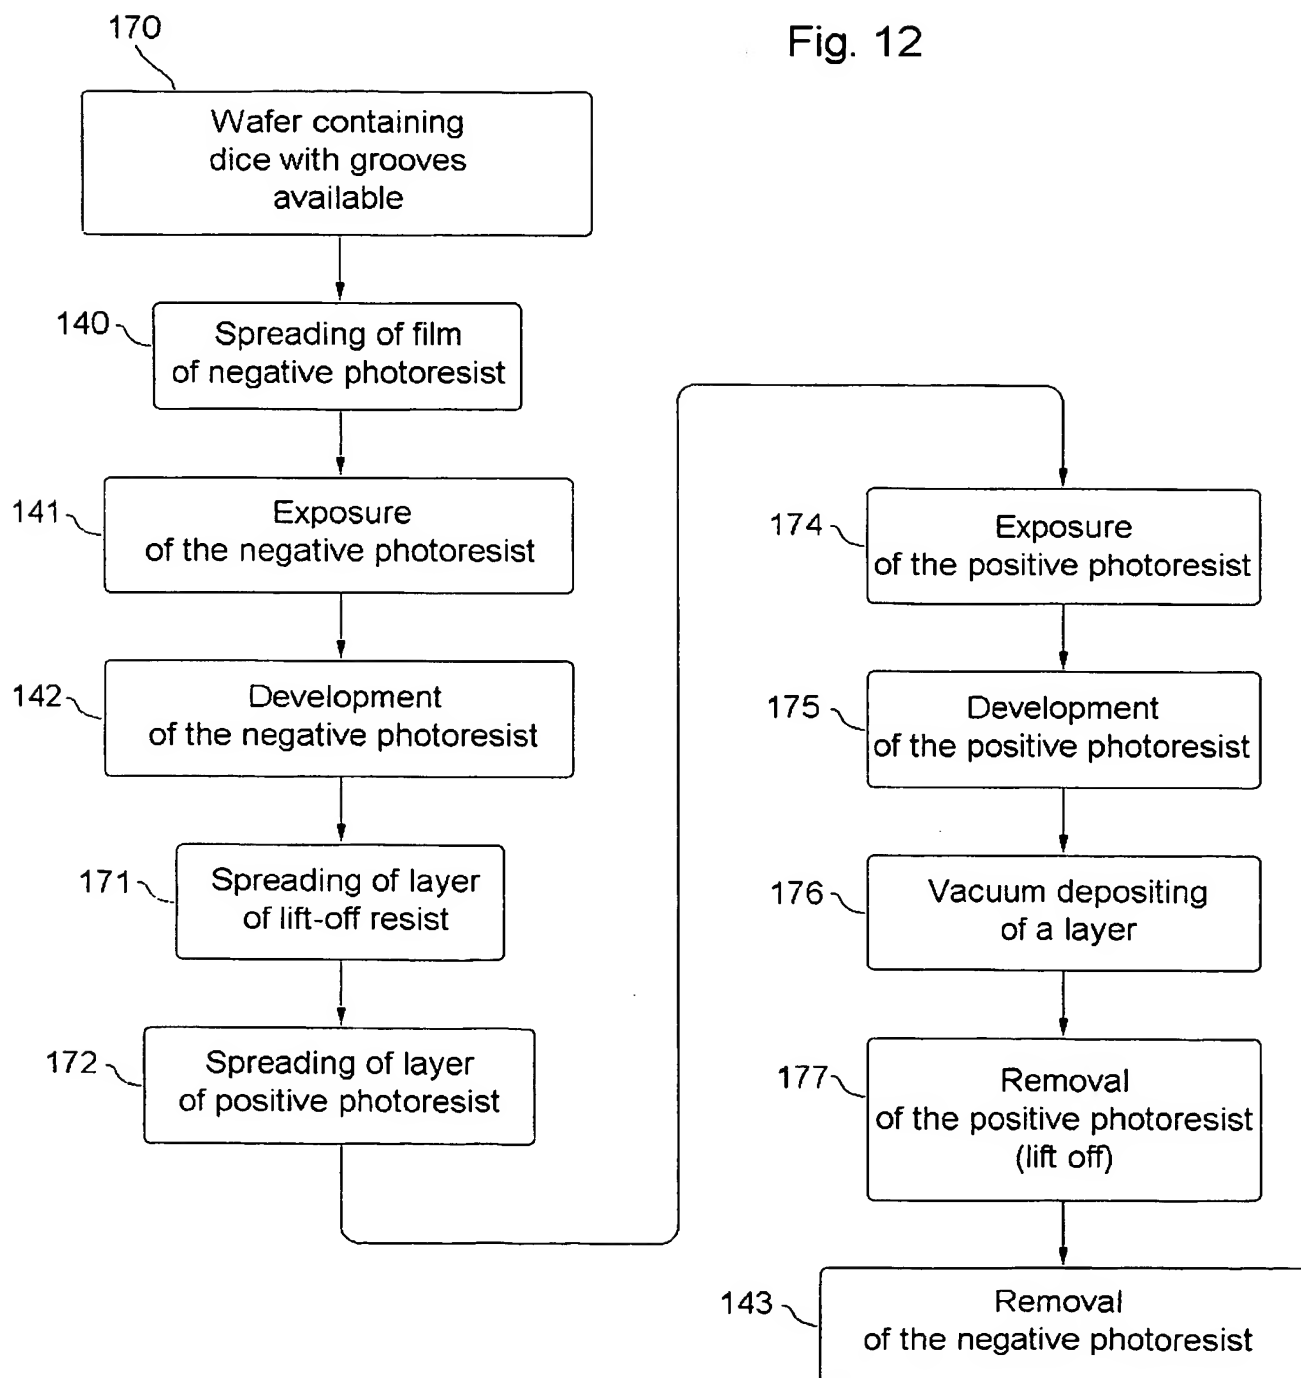 Fig. 12
170
Wafer containing
dice with grooves
available
140
Spreading of film
of negative photoresist
141
Exposure
of the negative photoresist
142
Development
of the negative photoresist
171
Spreading of layer
of lift-off resist
172
Spreading of layer
of positive photoresist
174
Exposure
of the positive photoresist
175
Development
of the positive photoresist
176
Vacuum depositing
of a layer
177
Removal
of the positive photoresist
(lift off)
143
Removal
of the negative photoresist